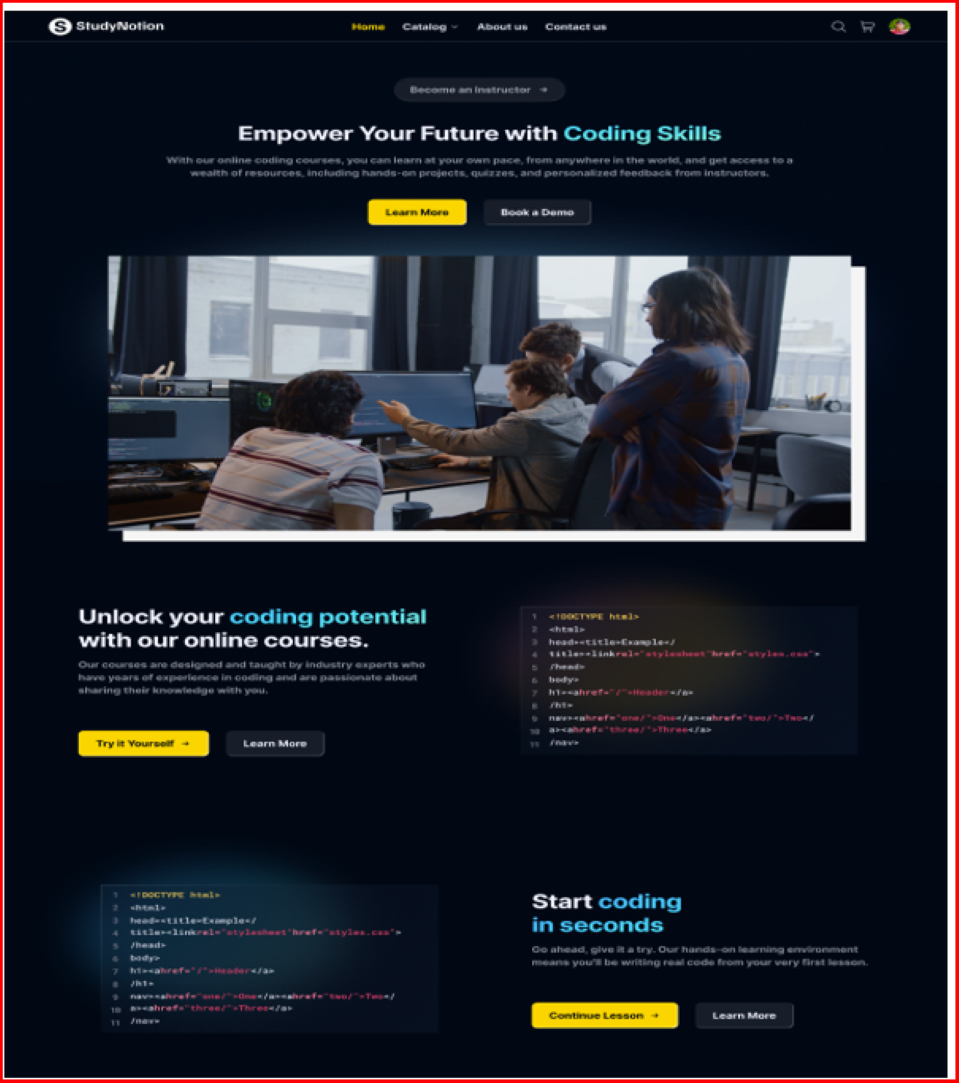 StudyNotion
Home Catalog About us Contact us
Become an Instructor →
Empower Your Future with Coding Skills
With our online coding courses, you can learn at your own pace, from anywhere in the world, and get access to a
wealth of resources, including hands-on projects, quizzes, and personalized feedback from instructors.
Learn More
Book a Demo
Unlock your coding potential
with our online courses.
Our courses are designed and taught by industry experts who
have years of experience in coding and are passionate about
sharing their knowledge with you.
Try it Yourself →
Learn More
1 <!DOCTYPE html>
2 <html>
3 head><title>Example</
4 title><linkrel="stylesheet"href="styles.css">
5 /head>
6 body>
7 h1><ahref="/">Header</a>
8 /h1>
9 nav><ahref="one/">One</a><ahref="two/">Two</
10 a><ahref="three/">Three</a>
11 /nav>
1 <!DOCTYPE html>
2 <html>
3 head><title>Example</
4 title><linkrel="stylesheet"href="styles.css">
5 /head>
6 body>
7 h1><ahref="/">Header</a>
8 /h1>
9 nav><ahref="one/">One</a><ahref="two/">Two</
10 a><ahref="three/">Three</a>
11 /nav>
Start coding
in seconds
Go ahead, give it a try. Our hands-on learning environment
means you'll be writing real code from your very first lesson.
Continue Lesson →
Learn More